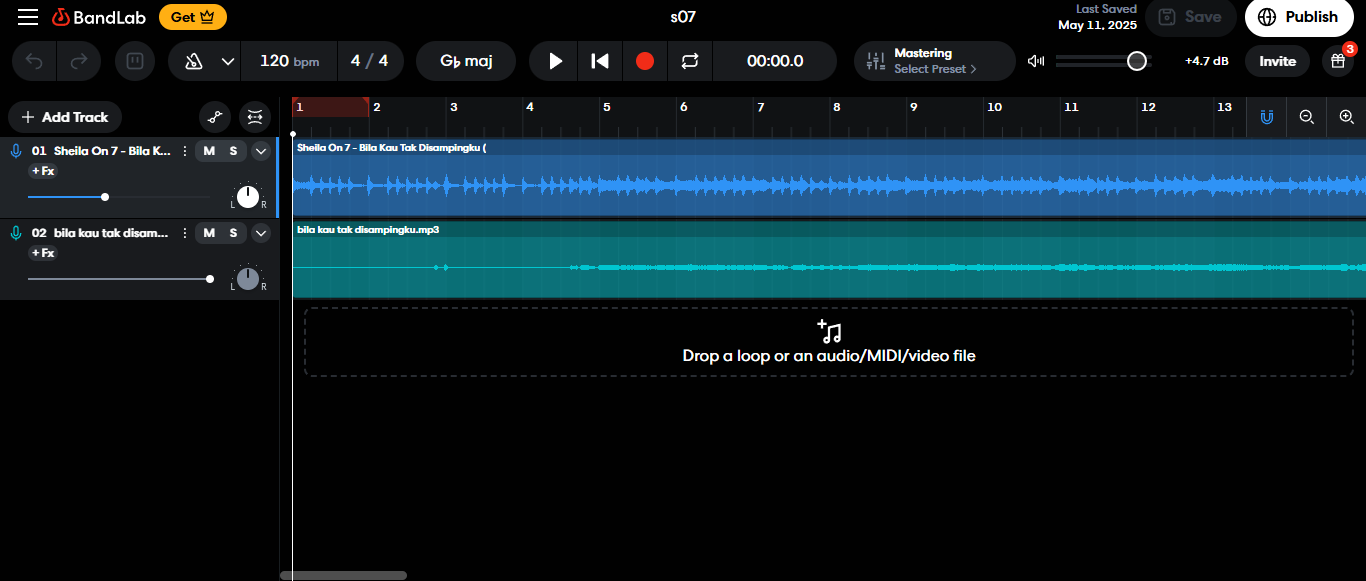 BandLab
Get
s07
Last Saved
May 11, 2025
Save
Publish
120 bpm
4 / 4
G♭ maj
00:00.0
Mastering
Select Preset >
+4.7 dB
Invite
3
+ Add Track
1 2 3 4 5 6 7 8 9 10 11 12 13
01 Sheila On 7 - Bila K...
M S
+Fx
L R
Sheila On 7 - Bila Kau Tak Disampingku (
02 bila kau tak disam...
M S
+Fx
L R
bila kau tak disampingku.mp3
Drop a loop or an audio/MIDI/video file